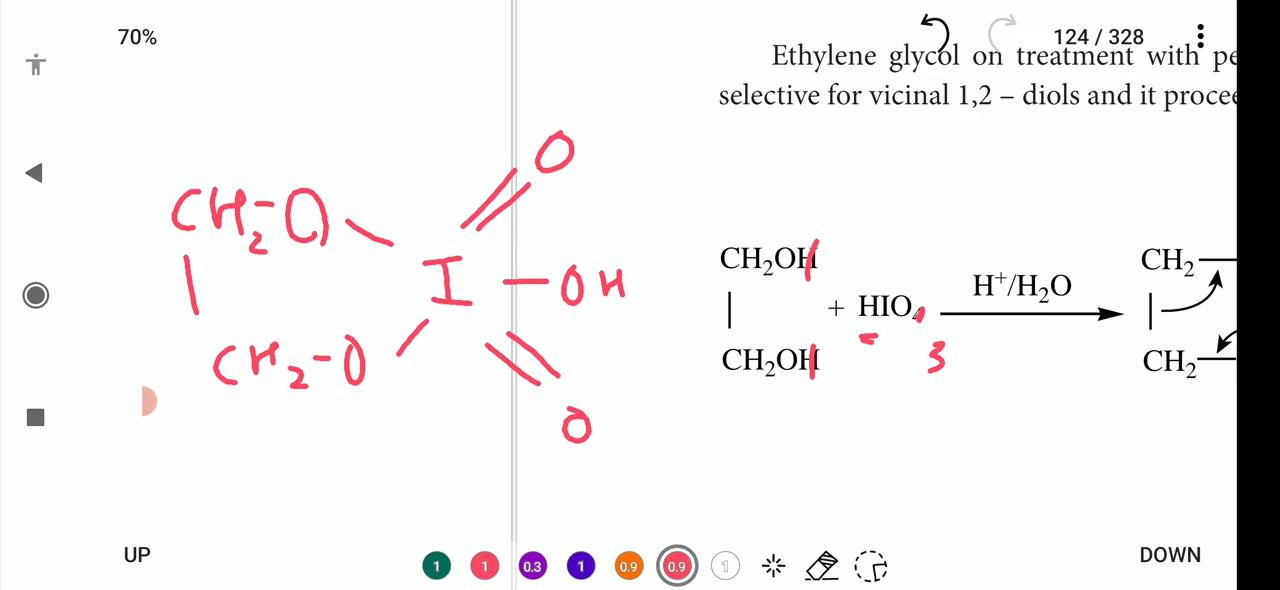 70%
124 / 328
Ethylene glycol on treatment with pe
selective for vicinal 1,2 – diols and it procee
O
CH2-O
I
OH
CH2-O
O
CH2OH
+ HIO4
H+/H2O
CH2
3
CH2OH
CH2
UP
1 1 0.3 1 0.9 0.9 1
DOWN